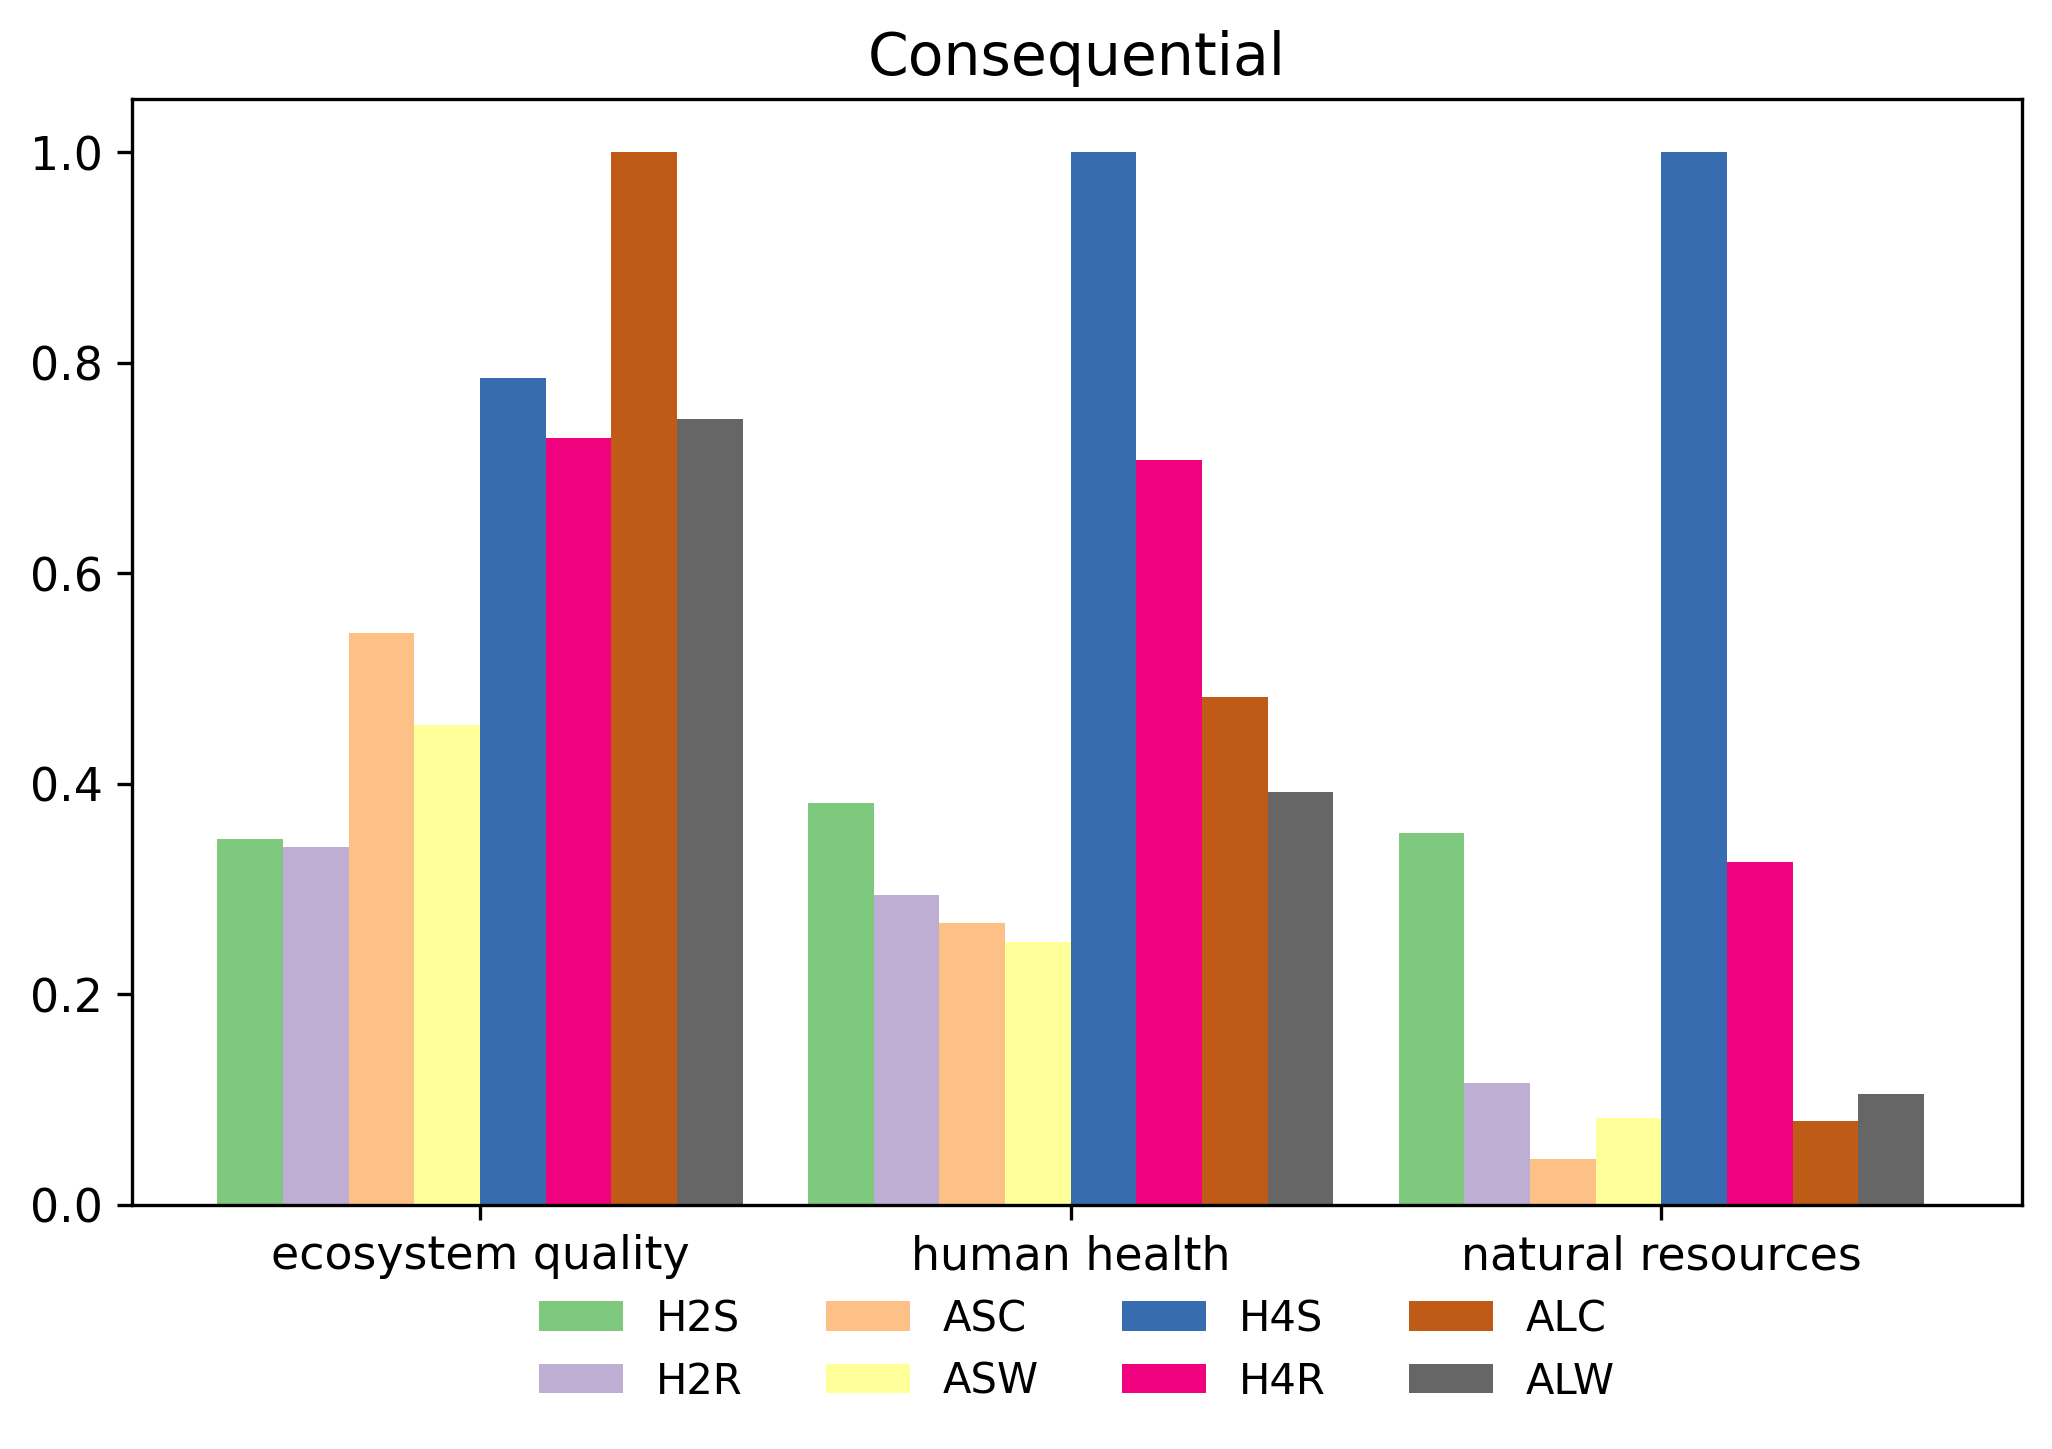 Consequential
1.0
0.8
0.6
0.4
0.2
0.0
ecosystem quality human health natural resources
H2S ASC H4S ALC
H2R ASW H4R ALW